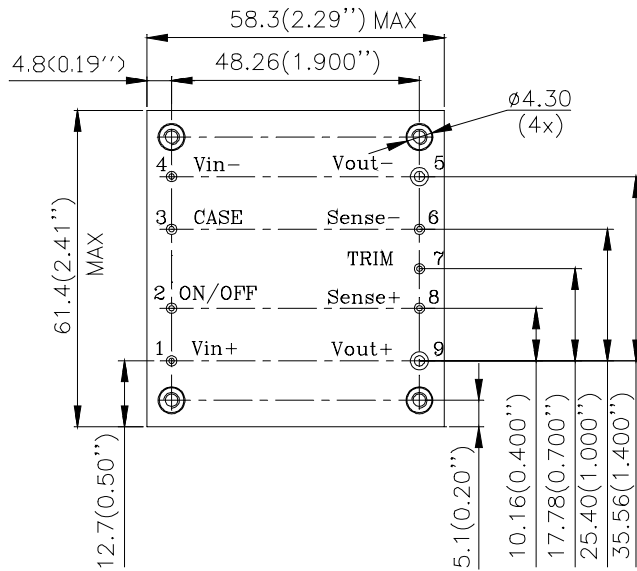 58.3(2.29’’) MAX
4.8(0.19’’)
48.26(1.900’’)
ø4.30
(4x)
4 Vin- Vout- 5
3 CASE Sense- 6
TRIM 7
2 ON/OFF Sense+ 8
1 Vin+ Vout+ 9
61.4(2.41’’)
MAX
12.7(0.50’’)
5.1(0.20’’)
10.16(0.400’’)
17.78(0.700’’)
25.40(1.000’’)
35.56(1.400’’)